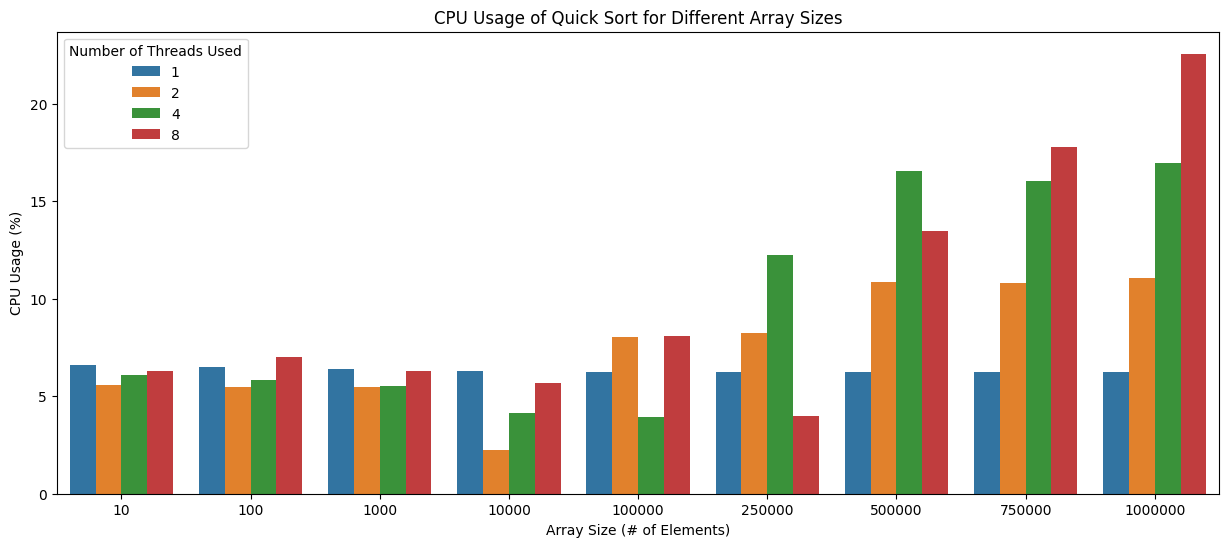 CPU Usage of Quick Sort for Different Array Sizes
Number of Threads Used
1
2
4
8
CPU Usage (%)
20
15
10
5
0
10 100 1000 10000 100000 250000 500000 750000 1000000
Array Size (# of Elements)